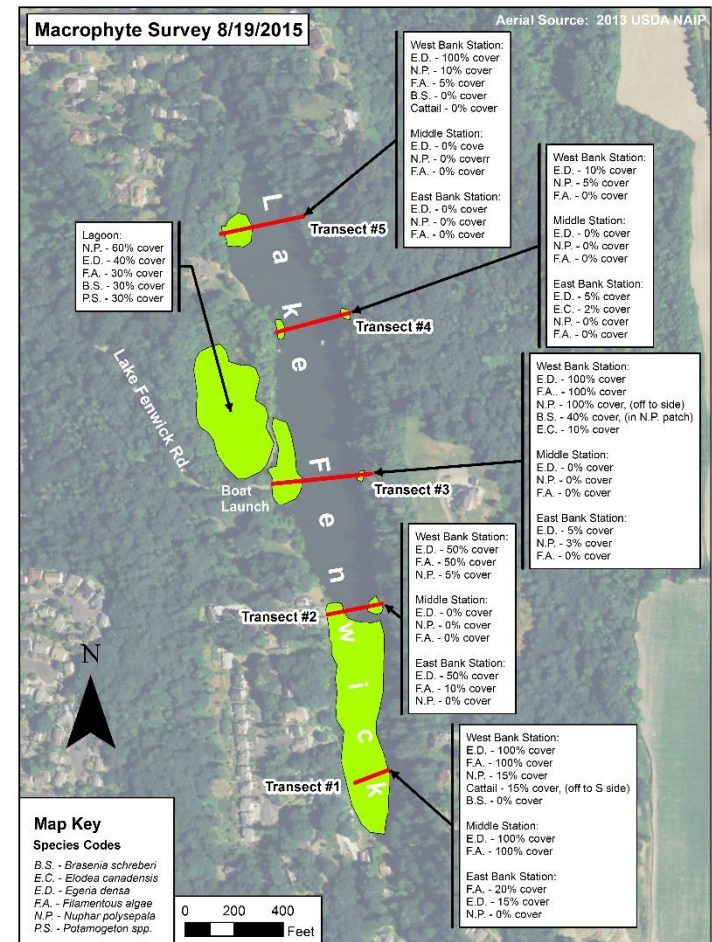 Macrophyte Survey 8/19/2015
Aerial Source: 2013 USDA NAIP
West Bank Station:
E.D. - 100% cover
N.P. - 10% cover
F.A. - 5% cover
B.S. - 0% cover
Cattail - 0% cover
Middle Station:
E.D. - 0% cove
N.P. - 0% coverr
F.A. - 0% cover
East Bank Station:
E.D. - 0% cover
N.P. - 0% cover
F.A. - 0% cover
West Bank Station:
E.D. - 10% cover
N.P. - 5% cover
F.A. - 0% cover
Middle Station:
E.D. - 0% cover
N.P. - 0% cover
F.A. - 0% cover
East Bank Station:
E.D. - 5% cover
E.C. - 2% cover
N.P. - 0% cover
F.A. - 0% cover
Lagoon:
N.P. - 60% cover
E.D. - 40% cover
F.A. - 30% cover
B.S. - 30% cover
P.S. - 30% cover
Lake Fenwick
Transect #5
Transect #4
Lake Fenwick Rd
Boat
Launch
Transect #3
West Bank Station:
E.D. - 100% cover
F.A.. - 100% cover
N.P. - 100% cover, (off to side)
B.S. - 40% cover, (in N.P. patch)
E.C. - 10% cover
Middle Station:
E.D. - 0% cover
N.P. - 0% cover
F.A. - 0% cover
East Bank Station:
E.D. - 5% cover
N.P. - 3% cover
F.A. - 0% cover
Transect #2
West Bank Station:
E.D. - 50% cover
F.A. - 50% cover
N.P. - 5% cover
Middle Station:
E.D. - 0% cover
N.P. - 0% cover
F.A. - 0% cover
East Bank Station:
E.D. - 50% cover
F.A. - 10% cover
N.P. - 0% cover
N
Transect #1
West Bank Station:
E.D. - 100% cover
F.A. - 100% cover
N.P. - 15% cover
Cattail - 15% cover, (off to S side)
B.S. - 0% cover
Middle Station:
E.D. - 100% cover
F.A. - 100% cover
East Bank Station:
F.A. - 20% cover
E.D. - 15% cover
N.P. - 0% cover
Map Key
Species Codes
B.S. - Brasenia schreberi
E.C. - Elodea canadensis
E.D. - Egeria densa
F.A. - Filamentous algae
N.P. - Nuphar polysepala
P.S. - Potamogeton spp.
0 200 400
Feet